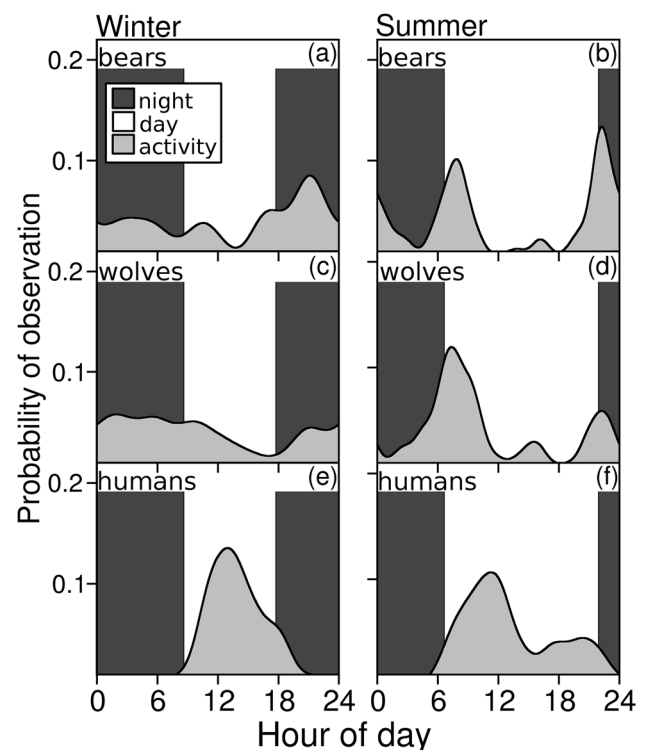 Winter
Summer
0.2
bears
(a)
bears
(b)
night
day
activity
0.1
0.2
wolves
(c)
wolves
(d)
0.1
0.2
humans
(e)
humans
(f)
0.1
0 6 12 18 24
0 6 12 18 24
Probability of observation
Hour of day